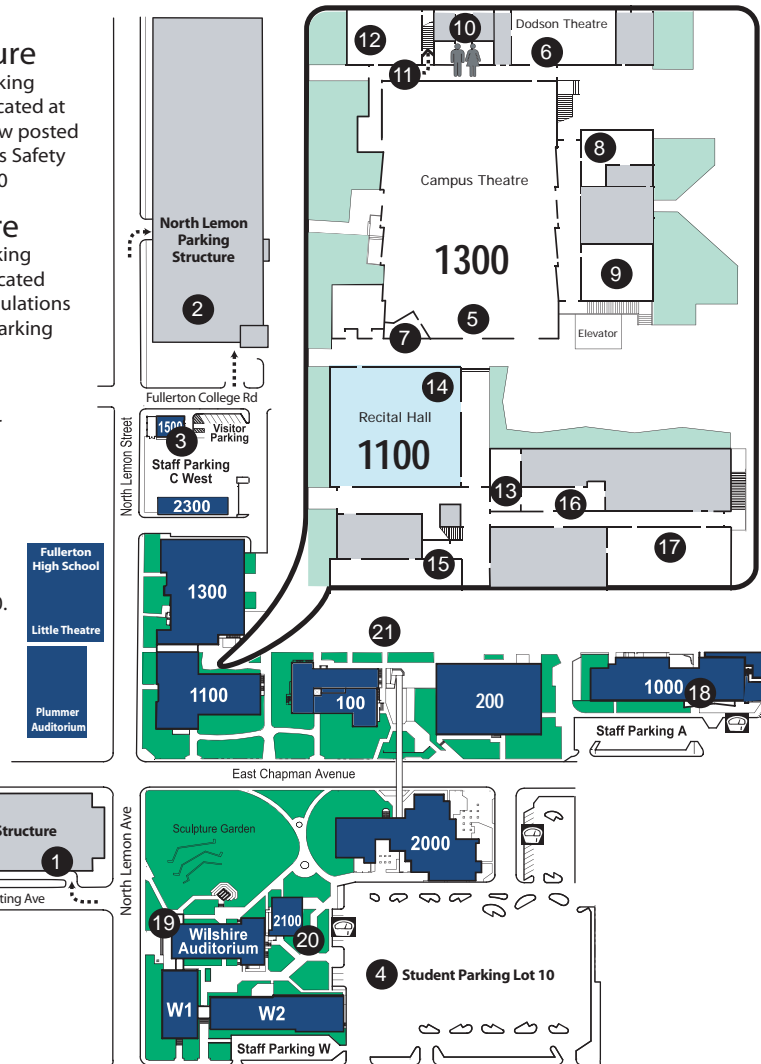 ure
king
cated at
w posted
s Safety
0
re
king
cated
ulations
arking
.
).
North Lemon
Parking
Structure
2
Fullerton College Rd
North Lemon Street
1500
3
Visitor
Parking
Staff Parking
C West
2300
Fullerton
High School
Little Theatre
Plummer
Auditorium
1300
1100
12
10
11
Dodson Theatre
6
Campus Theatre
1300
8
9
5
7
Elevator
14
Recital Hall
1100
13
16
15
17
21
100
200
1000
18
Staff Parking A
East Chapman Avenue
North Lemon Ave
Structure
1
ting Ave
Sculpture Garden
2000
19
Wilshire
Auditorium
2100
20
4
Student Parking Lot 10
W1
W2
Staff Parking W